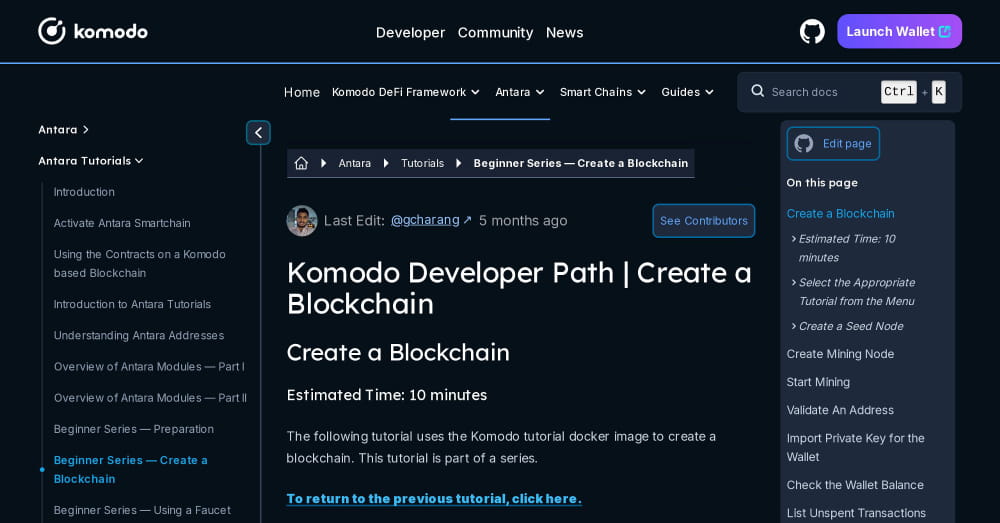 komodo
Developer Community News
Launch Wallet
Home Komodo DeFi Framework Antara Smart Chains Guides
Search docs Ctrl + K
Antara
Antara Tutorials
Introduction
Activate Antara Smartchain
Using the Contracts on a Komodo
based Blockchain
Introduction to Antara Tutorials
Understanding Antara Addresses
Overview of Antara Modules — Part I
Overview of Antara Modules — Part II
Beginner Series — Preparation
Beginner Series — Create a
Blockchain
Beginner Series — Using a Faucet
Antara Tutorials Beginner Series — Create a Blockchain
Last Edit: @gcharang ↗ 5 months ago
See Contributors
Komodo Developer Path | Create a
Blockchain
Create a Blockchain
Estimated Time: 10 minutes
The following tutorial uses the Komodo tutorial docker image to create a
blockchain. This tutorial is part of a series.
To return to the previous tutorial, click here.
Edit page
On this page
Create a Blockchain
Estimated Time: 10
minutes
Select the Appropriate
Tutorial from the Menu
Create a Seed Node
Create Mining Node
Start Mining
Validate An Address
Import Private Key for the
Wallet
Check the Wallet Balance
List Unspent Transactions